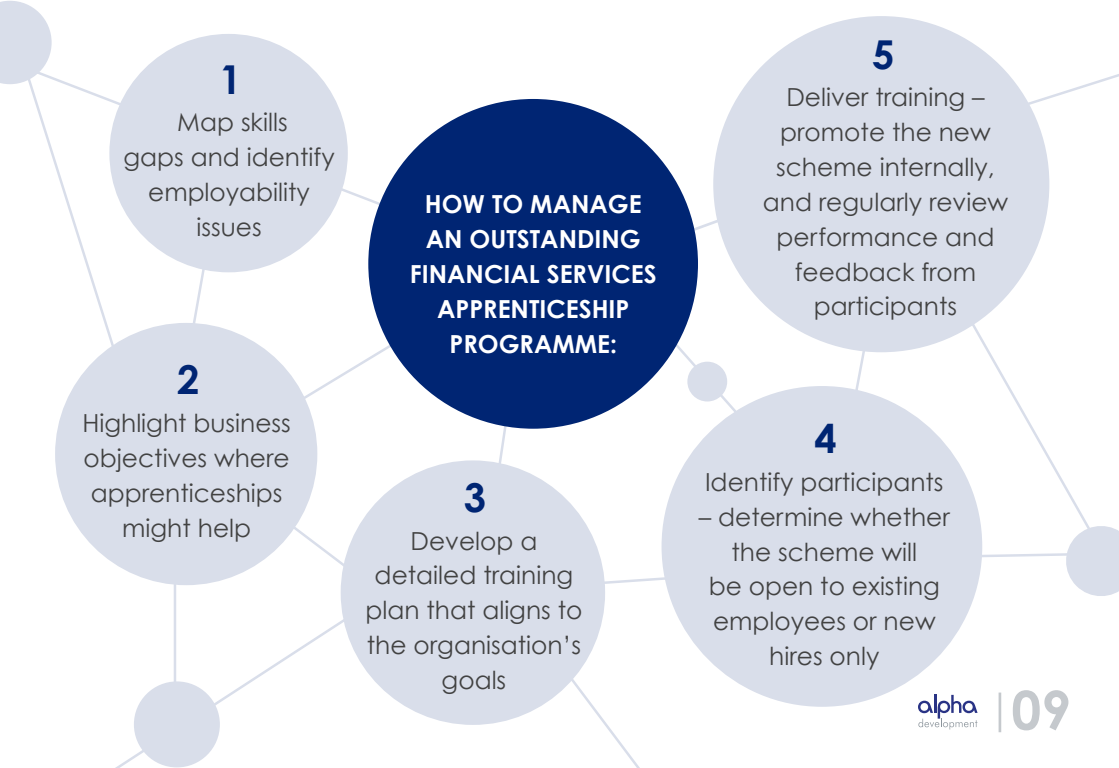 HOW TO MANAGE
AN OUTSTANDING
FINANCIAL SERVICES
APPRENTICESHIP
PROGRAMME:
1
Map skills
gaps and identify
employability
issues
2
Highlight business
objectives where
apprenticeships
might help
3
Develop a
detailed training
plan that aligns to
the organisation’s
goals
4
Identify participants
– determine whether
the scheme will
be open to existing
employees or new
hires only
5
Deliver training –
promote the new
scheme internally,
and regularly review
performance and
feedback from
participants
alpha
development
09